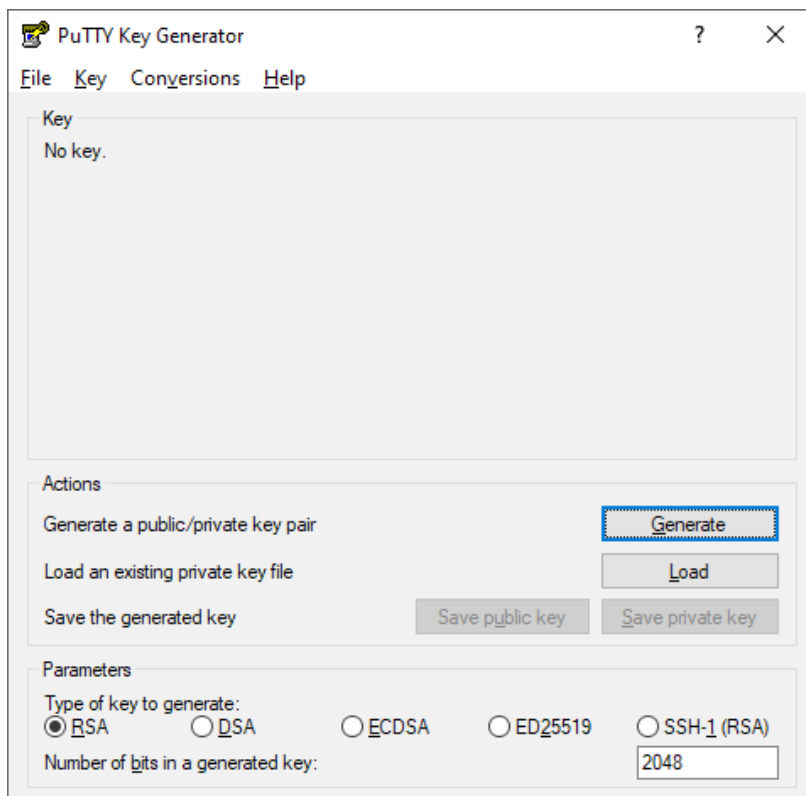 PuTTY Key Generator
File Key Conversions Help
Key
No key.
Actions
Generate a public/private key pair Generate
Load an existing private key file Load
Save the generated key Save public key Save private key
Parameters
Type of key to generate:
RSA DSA ECDSA ED25519 SSH-1 (RSA)
Number of bits in a generated key: 2048